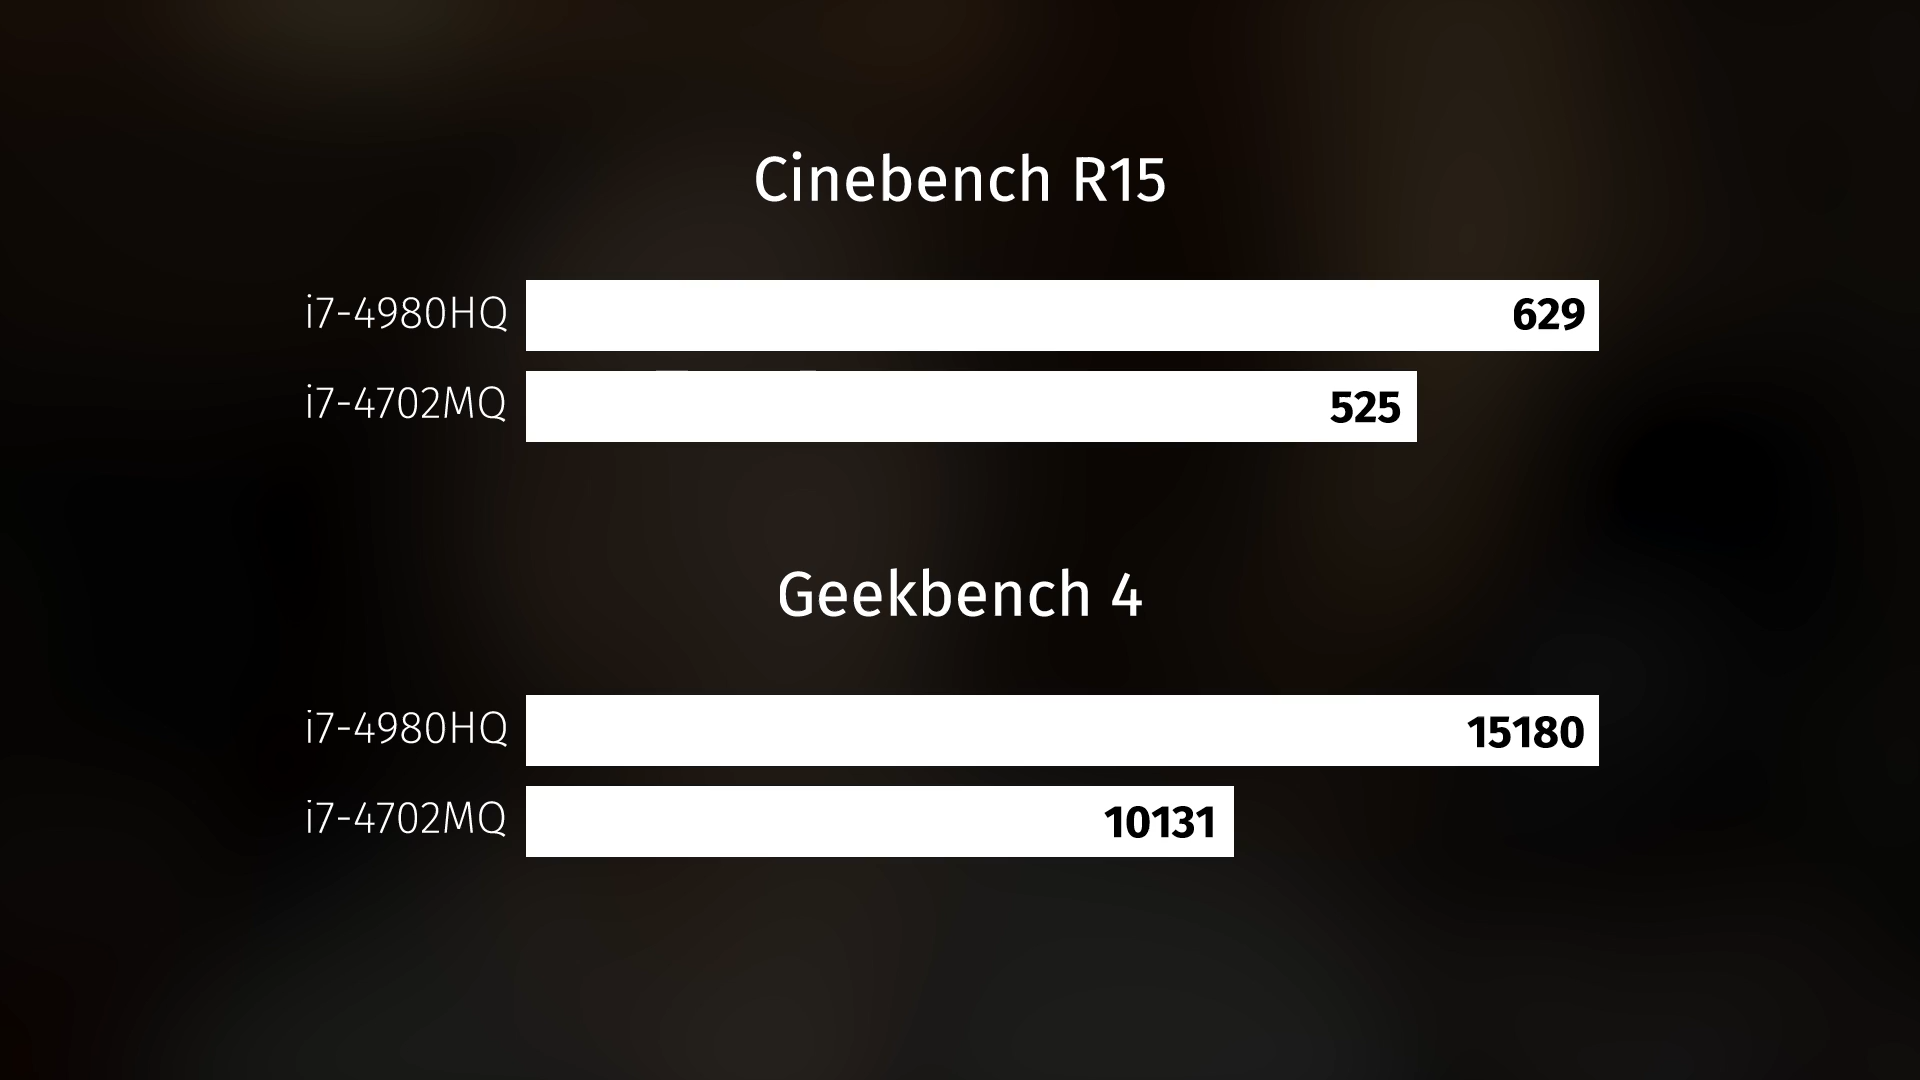 Cinebench R15
i7-4980HQ 629
i7-4702MQ 525
Geekbench 4
i7-4980HQ 15180
i7-4702MQ 10131